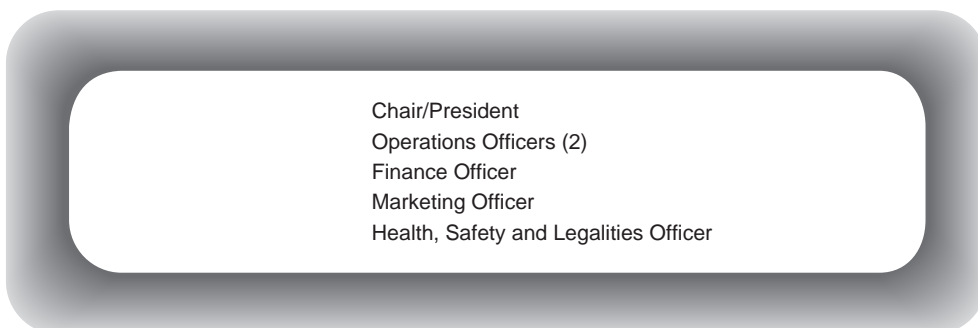 Chair/President
Operations Officers (2)
Finance Officer
Marketing Officer
Health, Safety and Legalities Officer